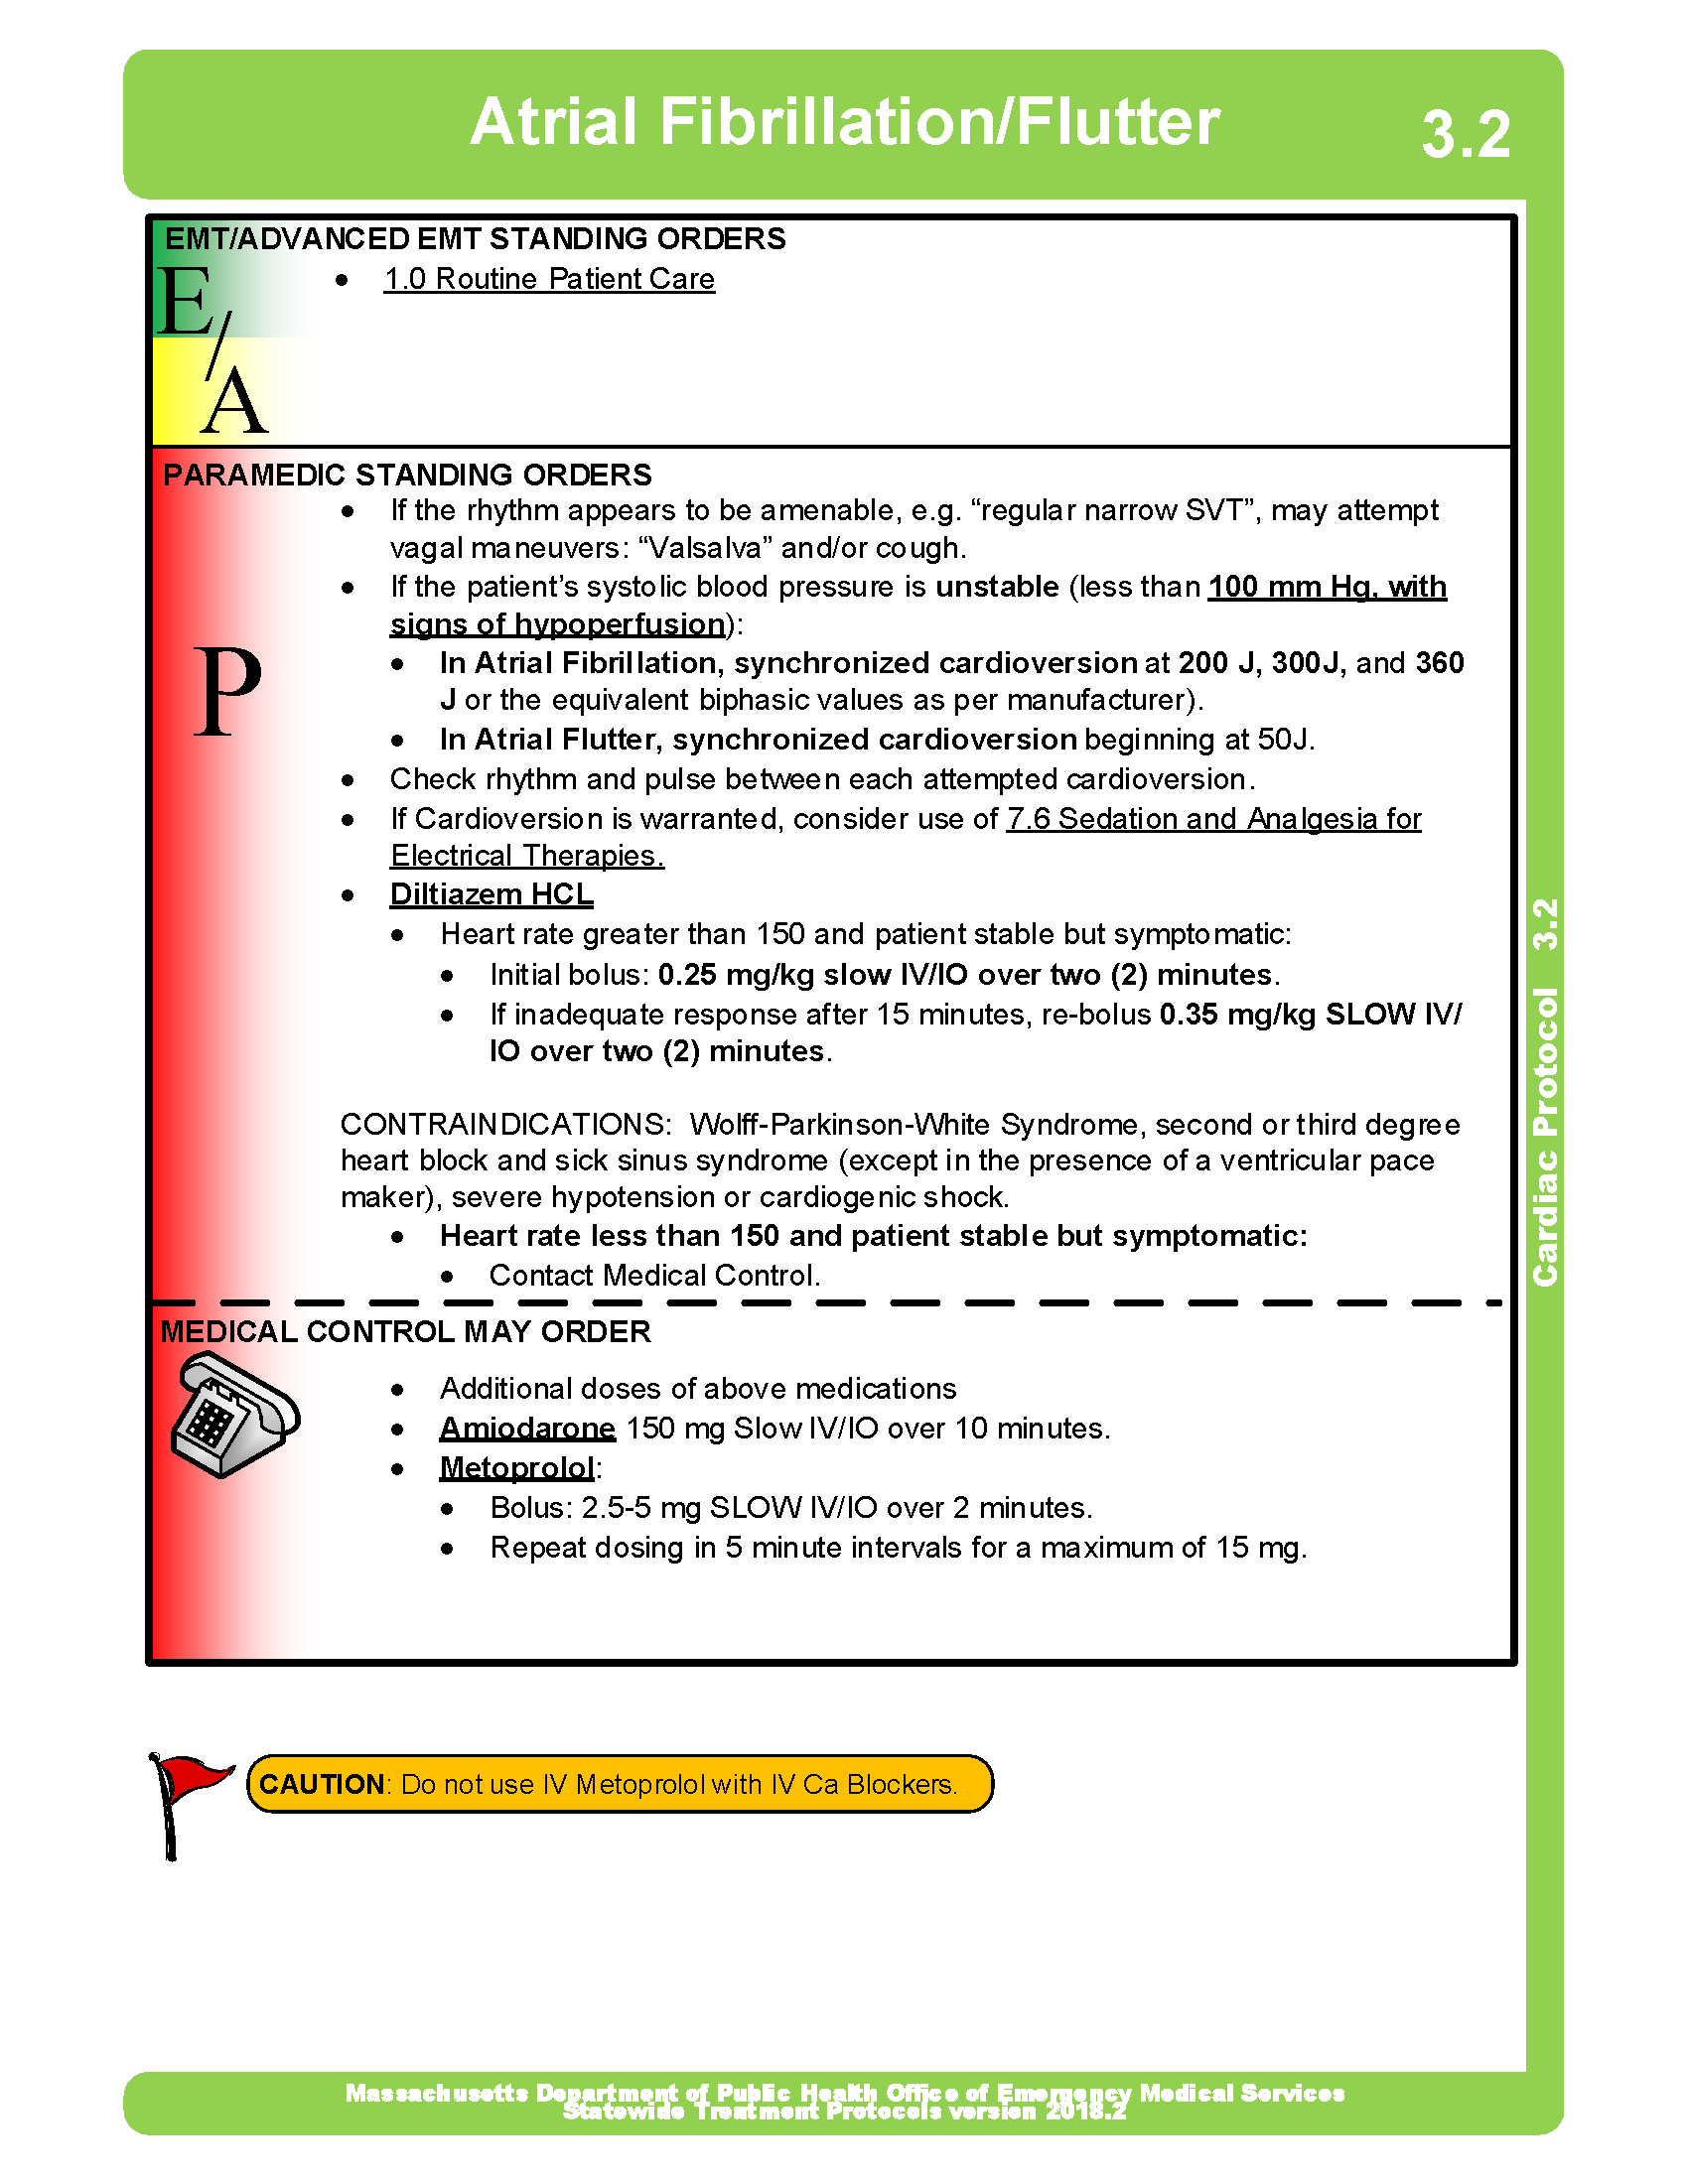 Atrial Fibrillation/Flutter
3.2
EMT/ADVANCED EMT STANDING ORDERS
E/A
• 1.0 Routine Patient Care
PARAMEDIC STANDING ORDERS
P
• If the rhythm appears to be amenable, e.g. “regular narrow SVT”, may attempt
vagal maneuvers: “Valsalva” and/or cough.
• If the patient’s systolic blood pressure is unstable (less than 100 mm Hg, with
signs of hypoperfusion):
• In Atrial Fibrillation, synchronized cardioversion at 200 J, 300J, and 360
J or the equivalent biphasic values as per manufacturer).
• In Atrial Flutter, synchronized cardioversion beginning at 50J.
• Check rhythm and pulse between each attempted cardioversion.
• If Cardioversion is warranted, consider use of 7.6 Sedation and Analgesia for
Electrical Therapies.
• Diltiazem HCL
• Heart rate greater than 150 and patient stable but symptomatic:
• Initial bolus: 0.25 mg/kg slow IV/IO over two (2) minutes.
• If inadequate response after 15 minutes, re-bolus 0.35 mg/kg SLOW IV/
IO over two (2) minutes.
CONTRAINDICATIONS: Wolff-Parkinson-White Syndrome, second or third degree
heart block and sick sinus syndrome (except in the presence of a ventricular pace
maker), severe hypotension or cardiogenic shock.
• Heart rate less than 150 and patient stable but symptomatic:
• Contact Medical Control.
MEDICAL CONTROL MAY ORDER
• Additional doses of above medications
• Amiodarone 150 mg Slow IV/IO over 10 minutes.
• Metoprolol:
• Bolus: 2.5-5 mg SLOW IV/IO over 2 minutes.
• Repeat dosing in 5 minute intervals for a maximum of 15 mg.
Cardiac Protocol 3.2
CAUTION: Do not use IV Metoprolol with IV Ca Blockers.
Massachusetts Department of Public Health Office of Emergency Medical Services
Statewide Treatment Protocols version 2018.2